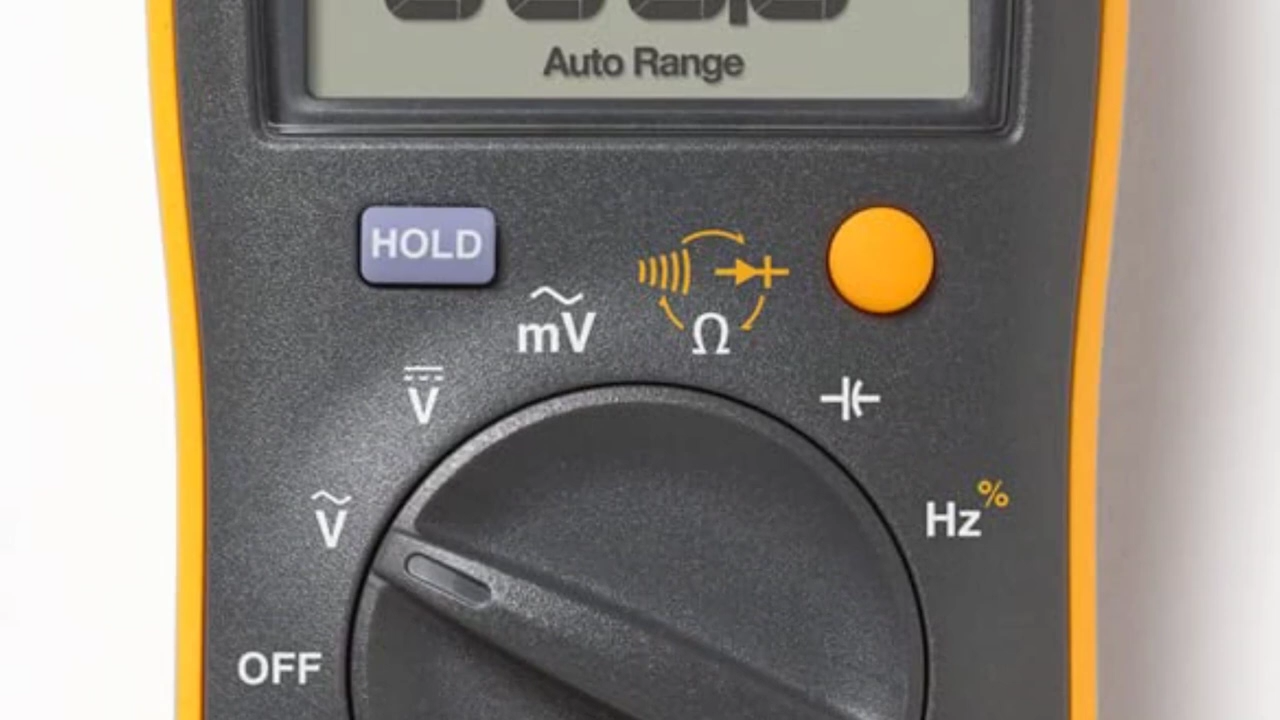 Auto Range
HOLD
mV
Ω
V
V
Hz%
OFF